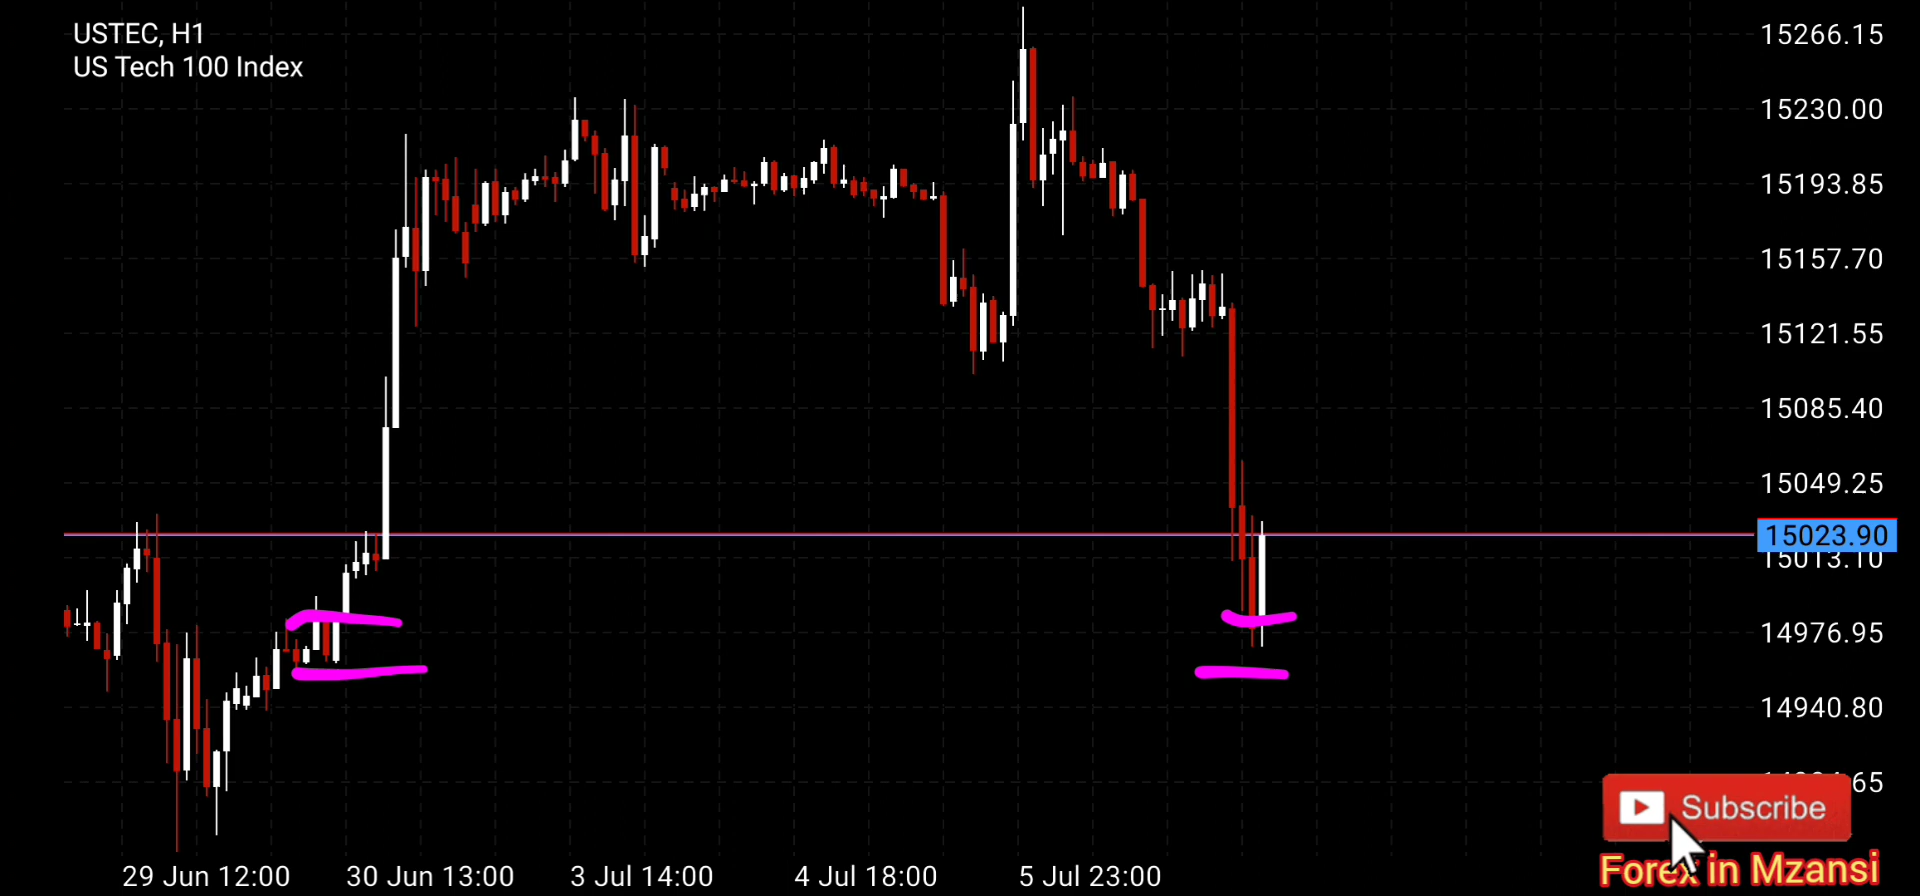 USTEC, H1
US Tech 100 Index
15266.15
15230.00
15193.85
15157.70
15121.55
15085.40
15049.25
15023.90
15013.10
14976.95
14940.80
65
Subscribe
Forex in Mzansi
29 Jun 12:00 30 Jun 13:00 3 Jul 14:00 4 Jul 18:00 5 Jul 23:00